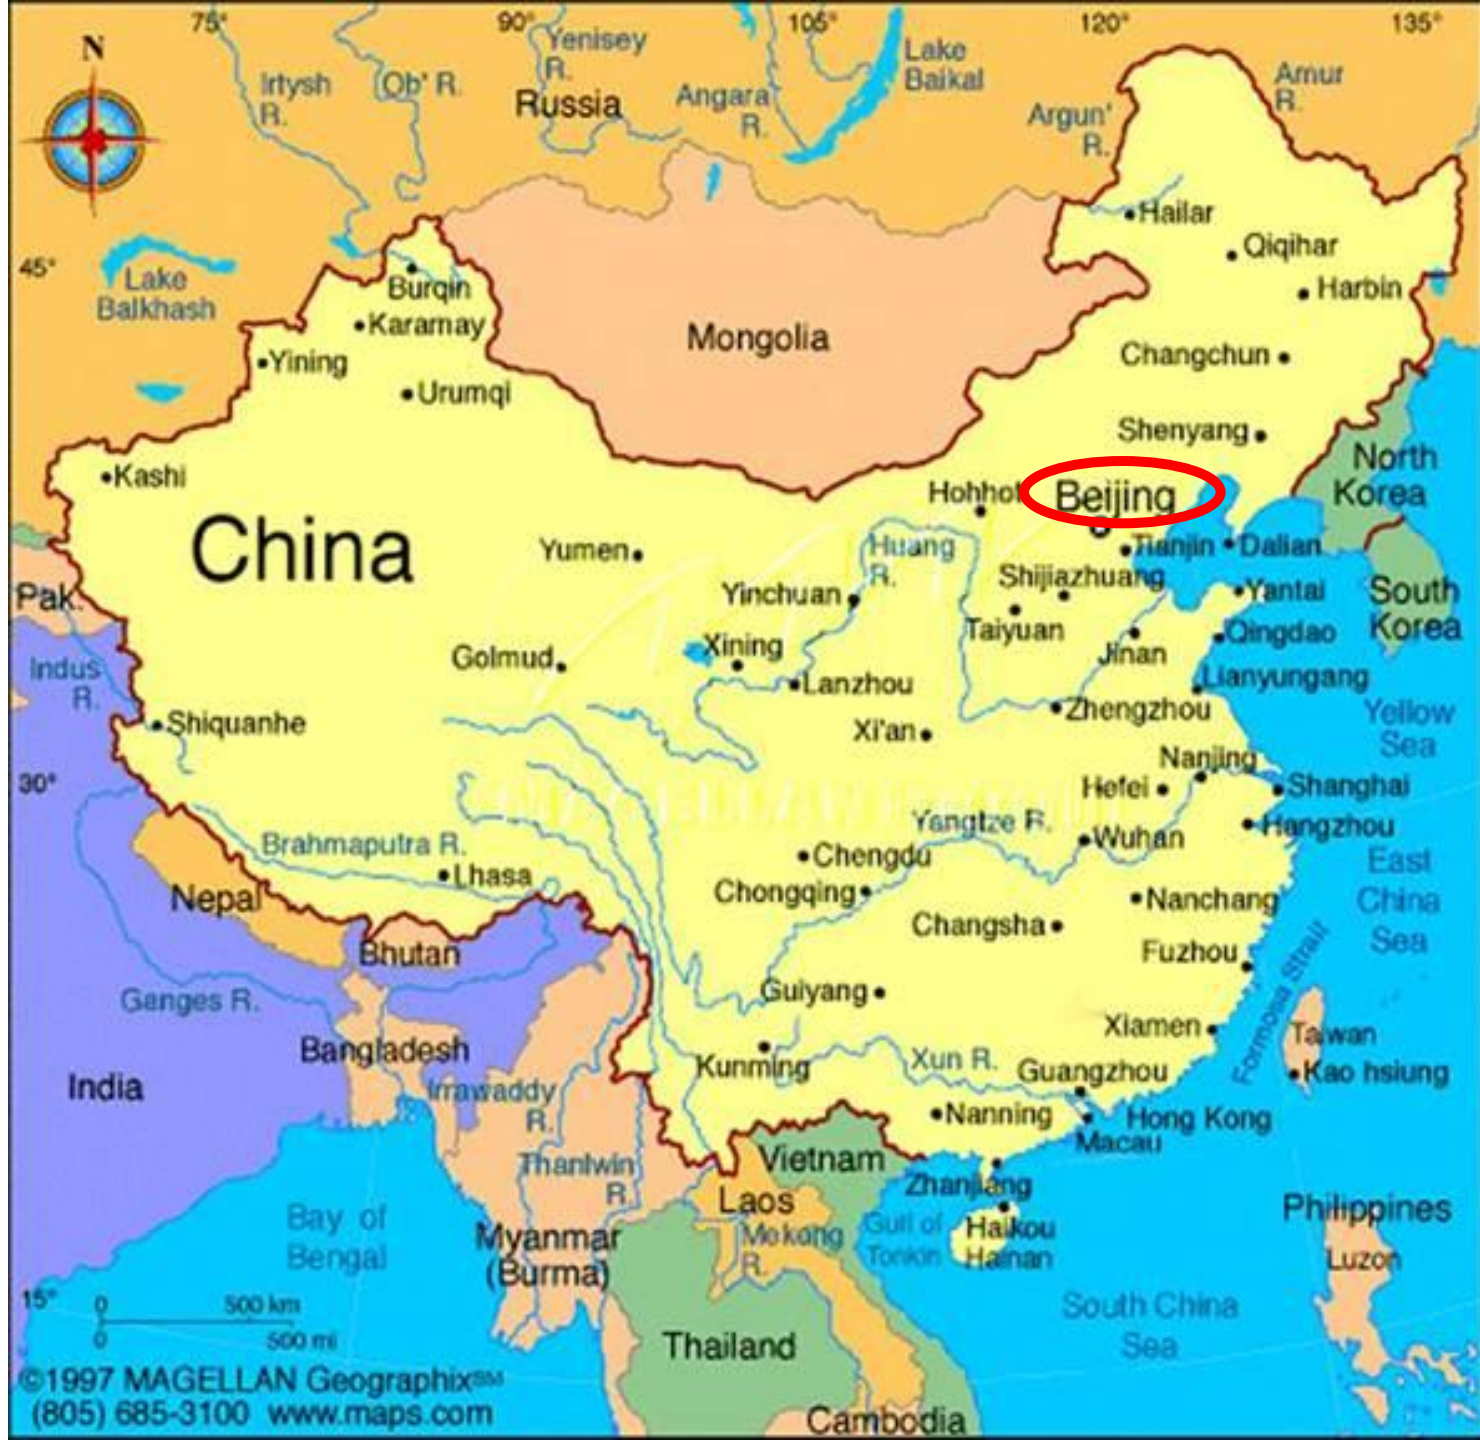 75°
90°
105°
120°
135°
N
Irtysh
R.
Ob' R.
Yenisey
R.
Russia
Angara
R.
Lake
Baikal
Argun'
R.
Amur
R.
Hailar
Qiqihar
Harbin
45°
Lake
Balkhash
Burqin
Karamay
Yining
Urumqi
Mongolia
Changchun
Shenyang
Kashi
Hohhot
Beijing
North
Korea
China
Yumen
Huang
R.
Tianjin
Dalian
Pak.
Yinchuan
Shijiazhuang
Yantai
South
Korea
Taiyuan
Qingdao
Indus
R.
Golmud
Xining
Jinan
Lanzhou
Lianyungang
Shiquanhe
Xi'an
Zhengzhou
Yellow
Sea
Nanjing
30°
Hefei
Shanghai
Brahmaputra R.
Yangtze R.
Wuhan
Hangzhou
Lhasa
Chengdu
Chongqing
East
China
Sea
Nepal
Nanchang
Changsha
Bhutan
Fuzhou
Formosa Strait
Ganges R.
Guiyang
Xiamen
Taiwan
Bangladesh
Kunming
Xun R.
Guangzhou
Kao hsiung
India
Irrawaddy
R.
Nanning
Hong Kong
Macau
Thanlwin
R.
Vietnam
Zhanjiang
Laos
Bay of
Bengal
Myanmar
(Burma)
Mekong
R.
Gulf of
Tonkin
Haikou
Hainan
Philippines
Luzon
15°
0 500 km
0 500 mi
South China
Sea
Thailand
©1997 MAGELLAN Geographix℠
(805) 685-3100 www.maps.com
Cambodia